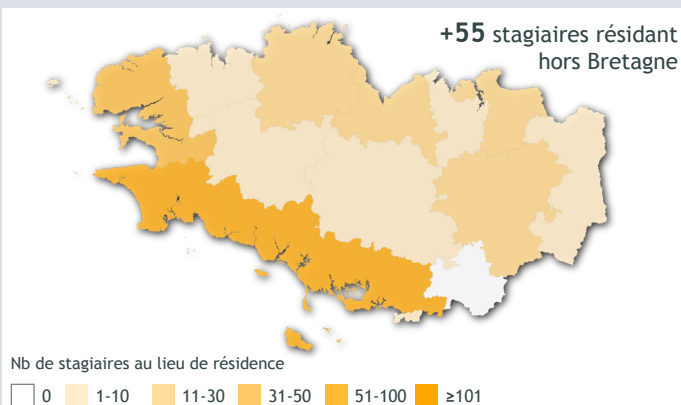 +55 stagiaires résidant
hors Bretagne
Nb de stagiaires au lieu de résidence
0 1-10 11-30 31-50 51-100 ≥101